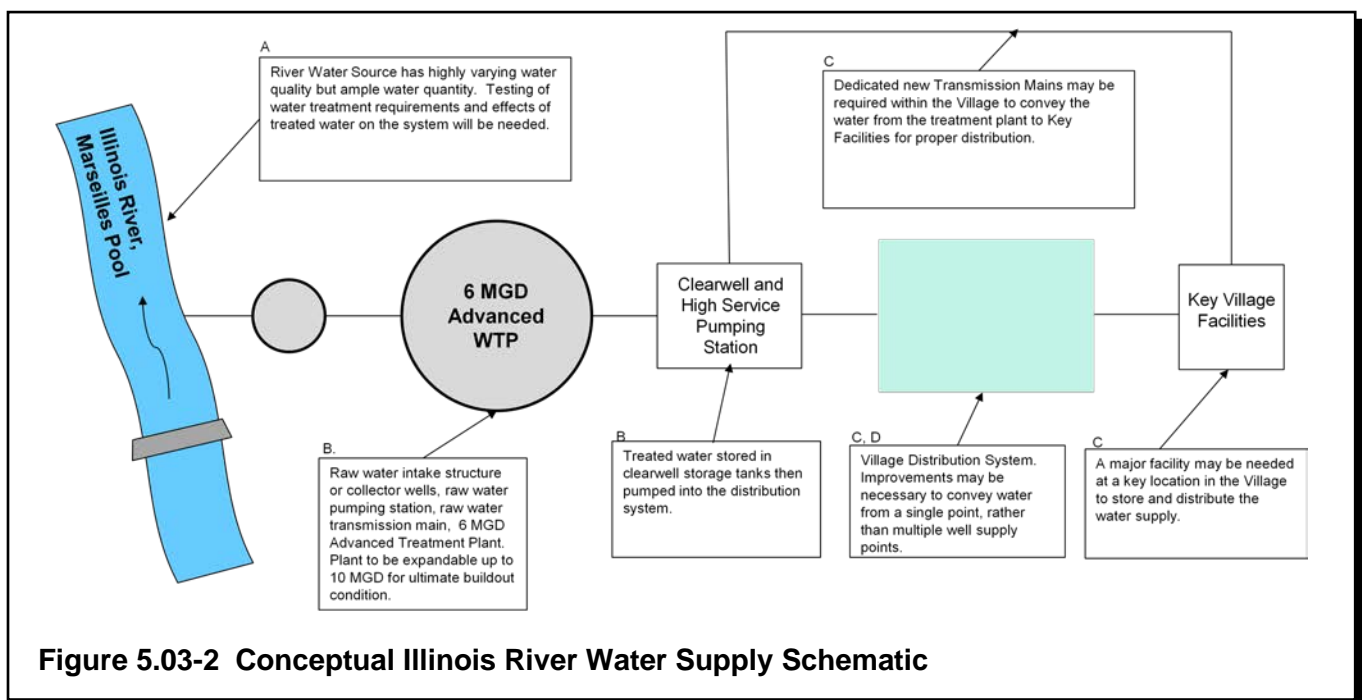 A
River Water Source has highly varying water
quality but ample water quantity. Testing of
water treatment requirements and effects of
treated water on the system will be needed.
C
Dedicated new Transmission Mains may be
required within the Village to convey the
water from the treatment plant to Key
Facilities for proper distribution.
Illinois River,
Marseilles Pool
6 MGD
Advanced
WTP
Clearwell and
High Service
Pumping
Station
Key Village
Facilities
B.
Raw water intake structure
or collector wells, raw water
pumping station, raw water
transmission main, 6 MGD
Advanced Treatment Plant.
Plant to be expandable up to
10 MGD for ultimate buildout
condition.
B
Treated water stored in
clearwell storage tanks then
pumped into the distribution
system.
C, D
Village Distribution System.
Improvements may be
necessary to convey water
from a single point, rather
than multiple well supply
points.
C
A major facility may be needed
at a key location in the Village
to store and distribute the
water supply.
Figure 5.03-2 Conceptual Illinois River Water Supply Schematic